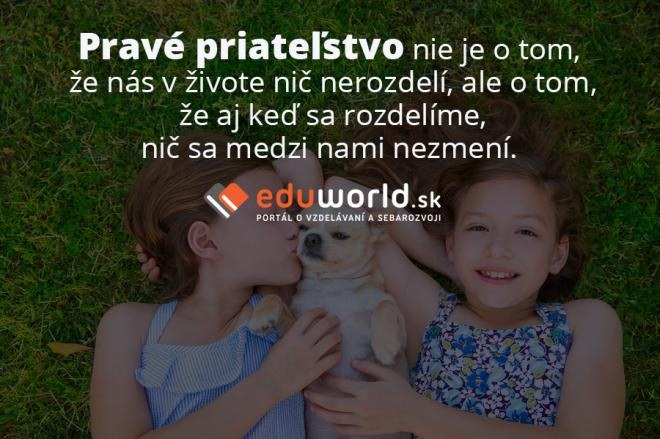 Pravé priateľstvo nie je o tom,
že nás v živote nič nerozdelí, ale o tom,
že aj keď sa rozdelíme,
nič sa medzi nami nezmení.
eduworld.sk
PORTÁL O VZDELÁVANÍ A SEBAROZVOJI